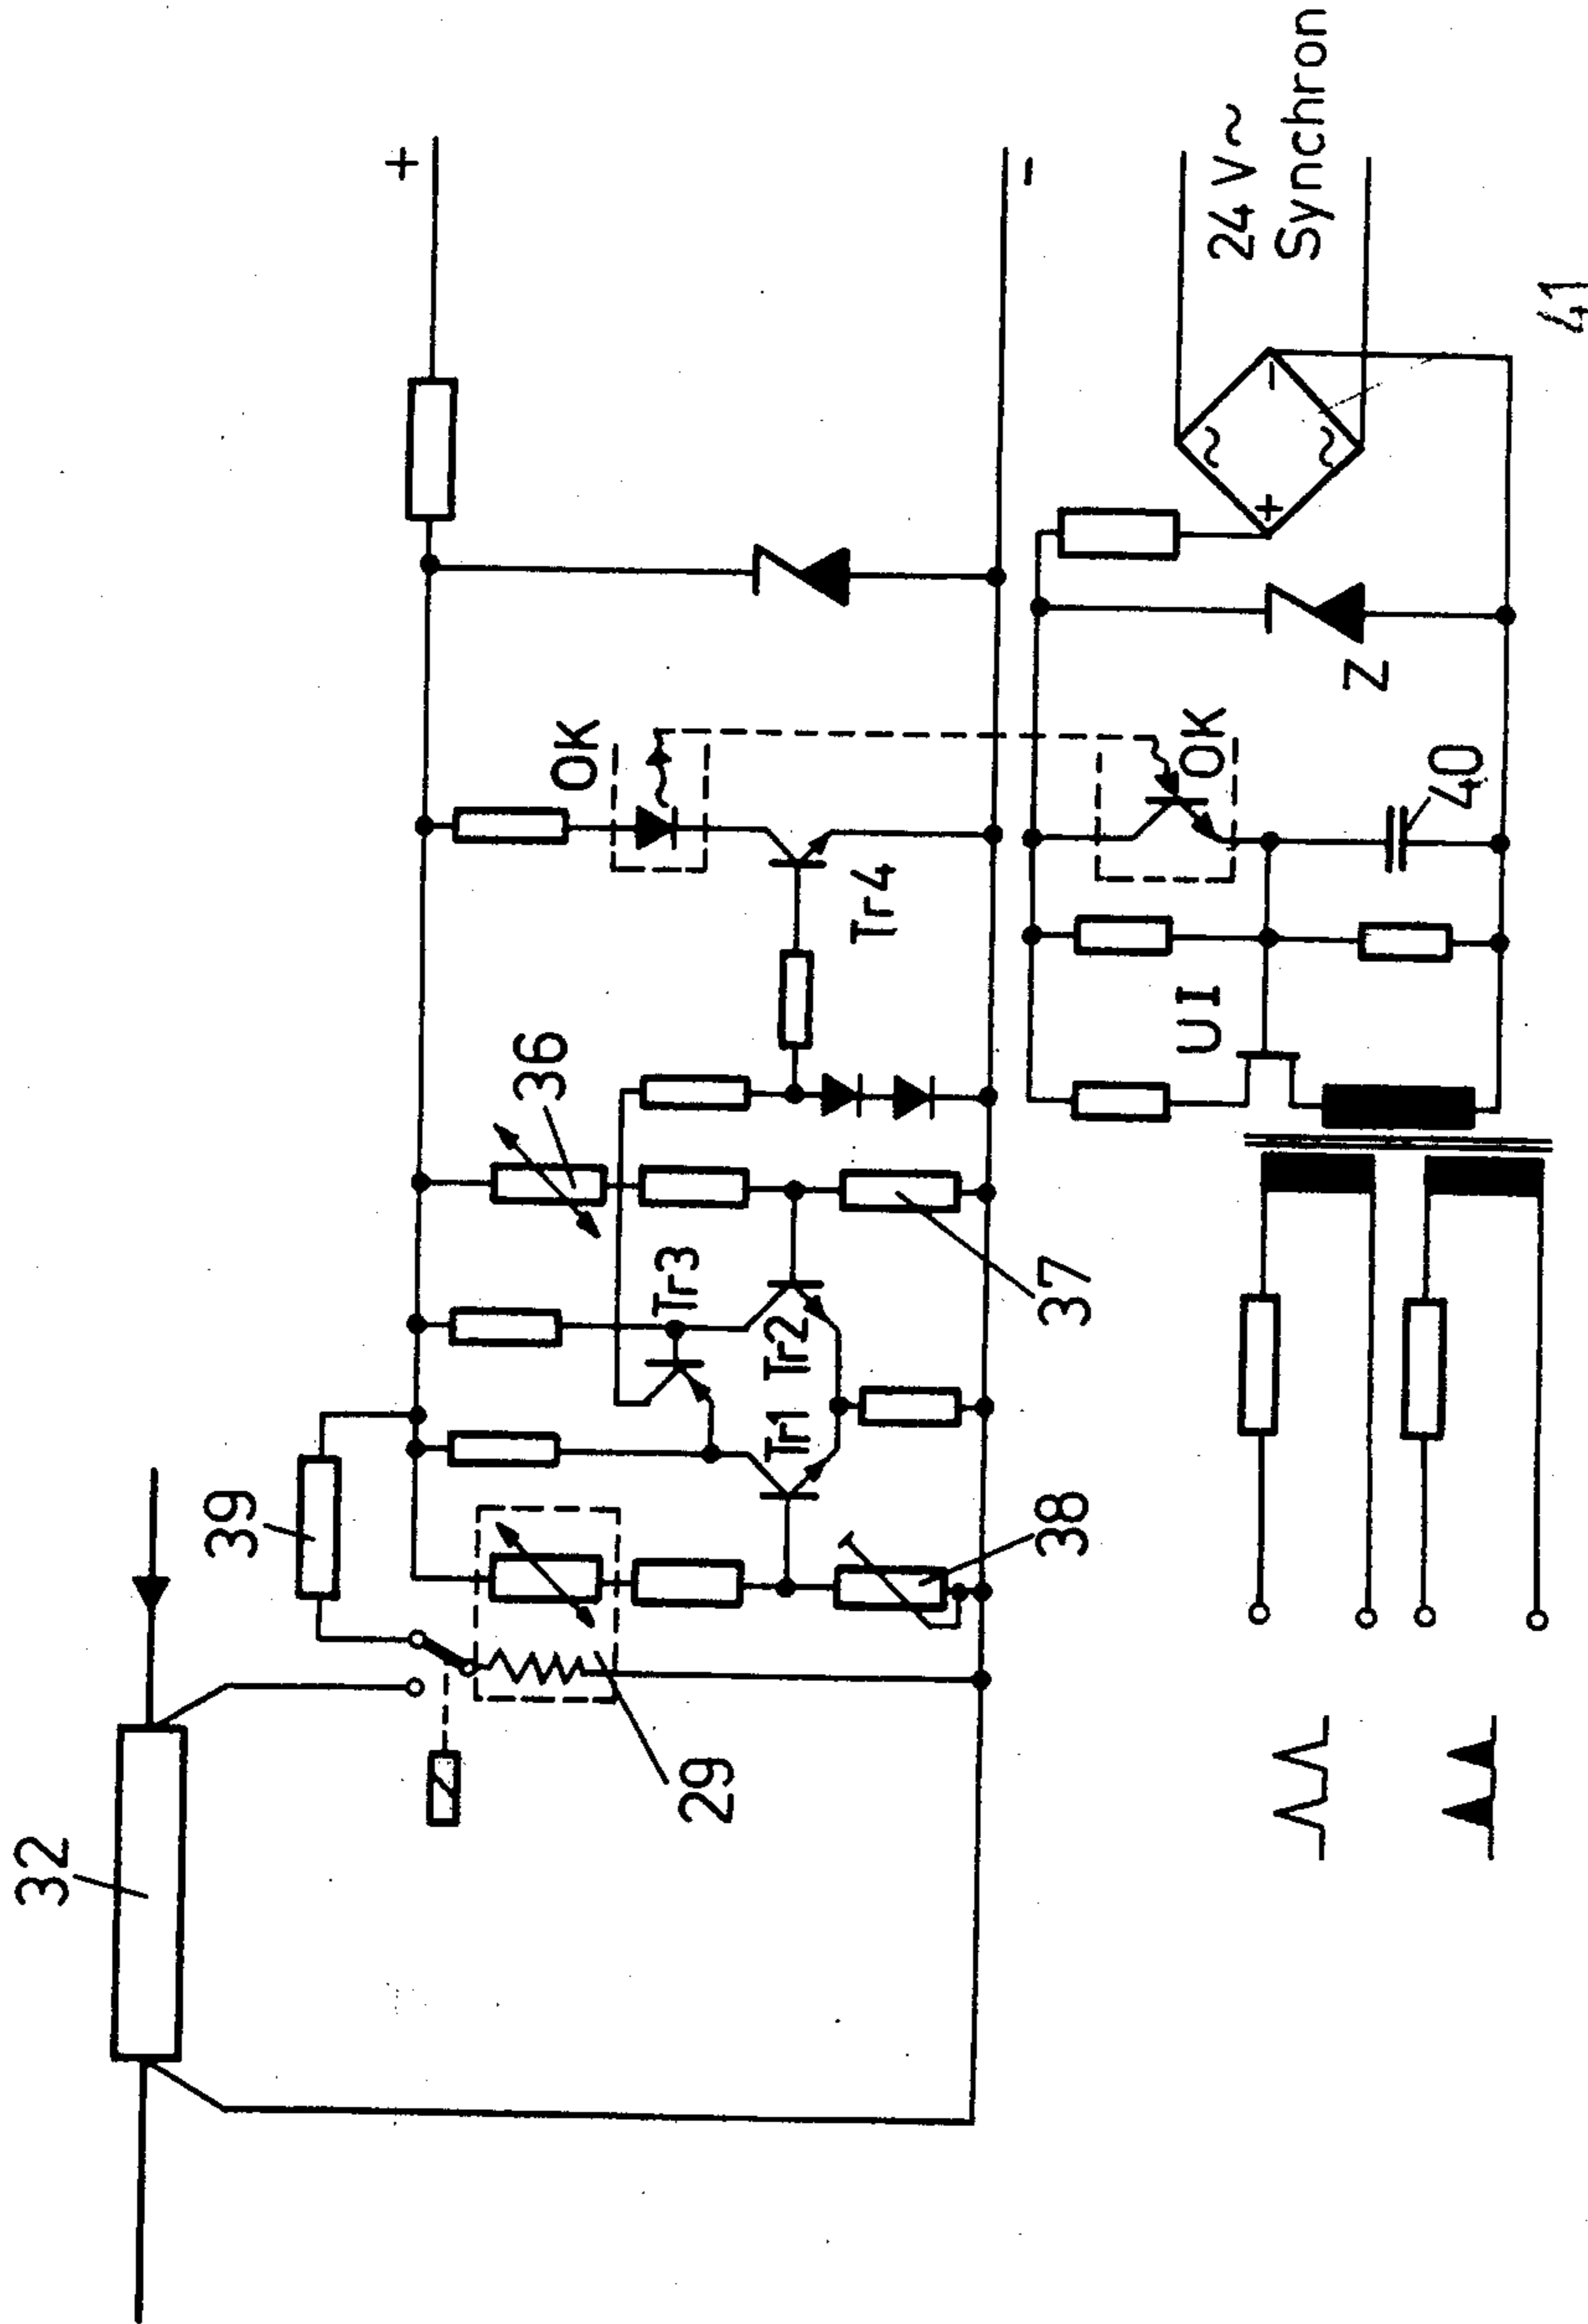 32
39
29
38
Tr1
Tr2
Tr3
37
36
Tr4
OK
+
-
UI
OK
40
Z
+
-
~
~
24 V~
Synchron
41